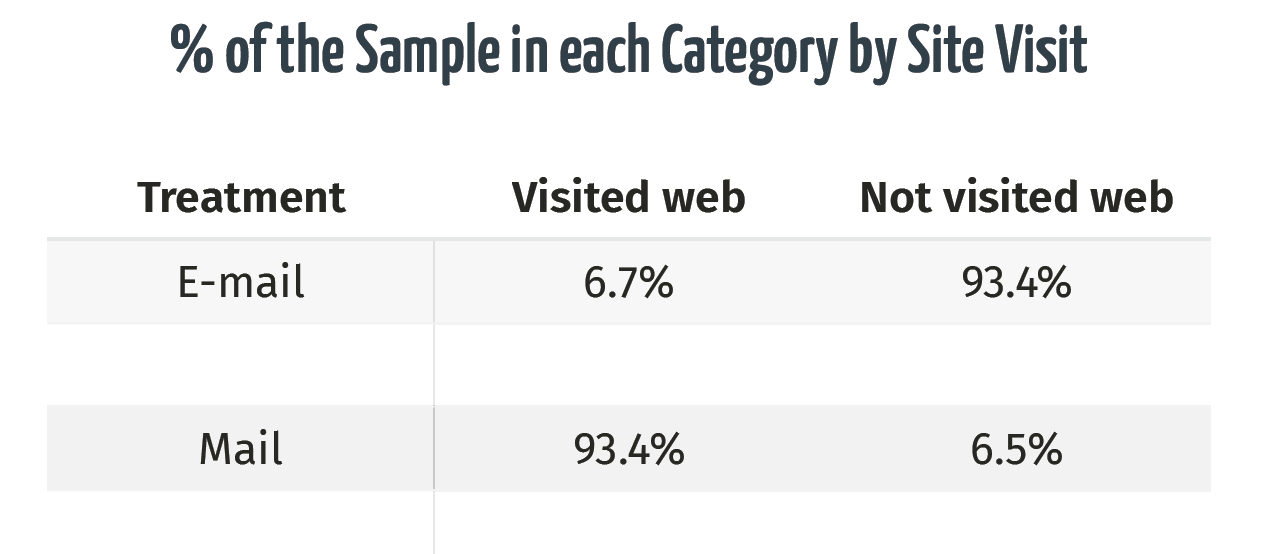 % of the Sample in each Category by Site Visit
Treatment Visited web Not visited web
E-mail 6.7% 93.4%
Mail 93.4% 6.5%